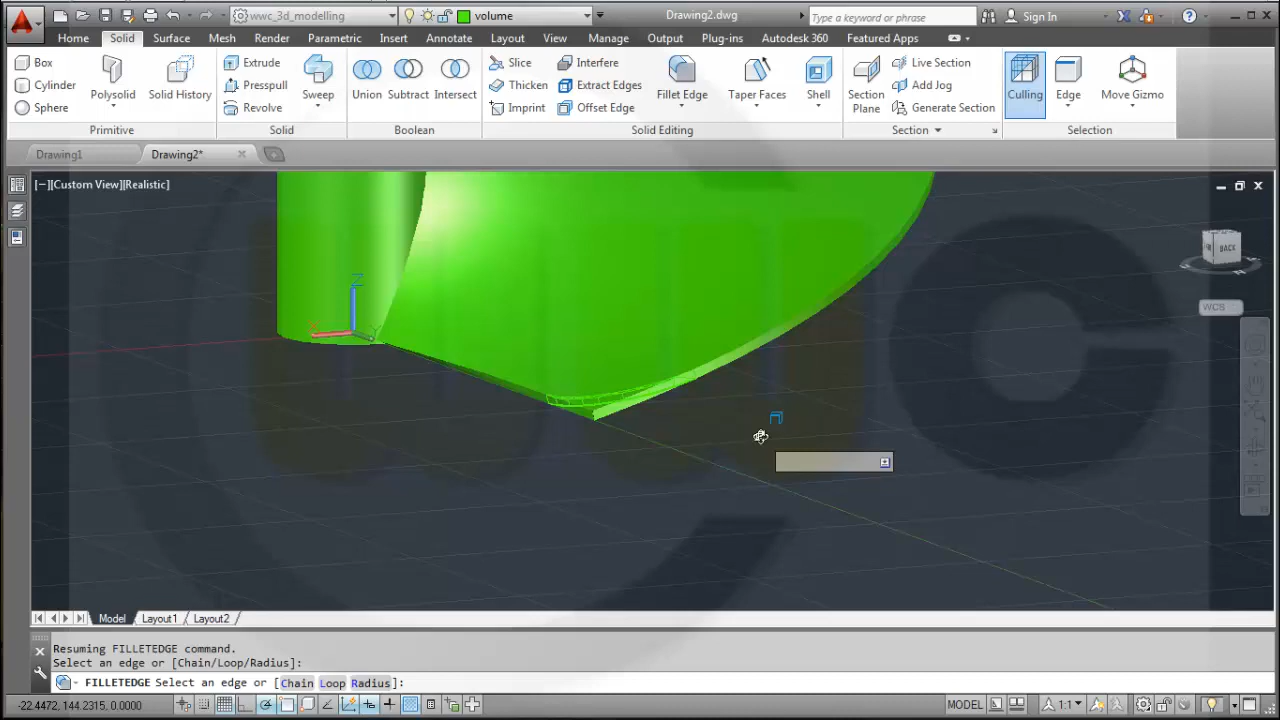 wwc_3d_modelling
volume
Drawing2.dwg
Type a keyword or phrase
Sign In
Home Solid Surface Mesh Render Parametric Insert Annotate Layout View Manage Output Plug-ins Autodesk 360 Featured Apps
Box
Cylinder
Sphere
Polysolid
Solid History
Primitive
Extrude
Presspull
Revolve
Sweep
Solid
Union
Subtract
Intersect
Boolean
Slice
Thicken
Imprint
Interfere
Extract Edges
Offset Edge
Fillet Edge
Taper Faces
Shell
Solid Editing
Section
Plane
Live Section
Add Jog
Generate Section
Section
Culling
Edge
Move Gizmo
Selection
Drawing1
Drawing2*
[−][Custom View][Realistic]
BACK
WCS
Z
X
Y
Model Layout1 Layout2
Resuming FILLETEDGE command.
Select an edge or [Chain/Loop/Radius]:
FILLETEDGE Select an edge or [Chain Loop Radius]:
-22.4472, 144.2315, 0.0000
MODEL
1:1